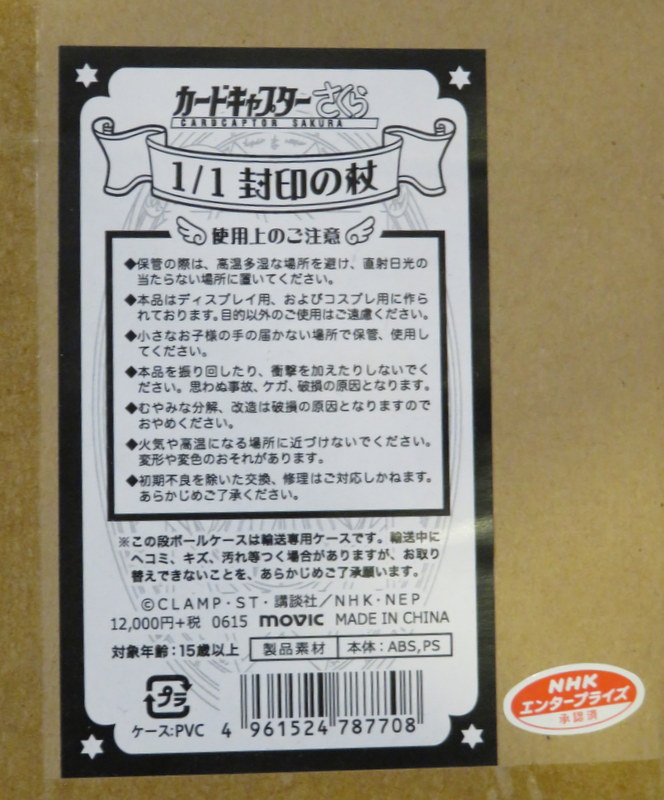 カードキャプターさくら
CARDCAPTOR SAKURA
1/1 封印の杖
使用上のご注意
◆保管の際は、高温多湿な場所を避け、直射日光の
当たらない場所に置いてください。
◆本品はディスプレイ用、およびコスプレ用に作ら
れております。目的以外のご使用はご遠慮ください。
◆小さなお子様の手の届かない場所で保管、使用し
てください。
◆本品を振り回したり、衝撃を加えたりしないでく
ださい。思わぬ事故、ケガ、破損の原因となります。
◆むやみな分解、改造は破損の原因となりますので
おやめください。
◆火気や高温になる場所に近づけないでください。
変形や変色のおそれがあります。
◆初期不良を除いた交換、修理はご対応しかねます。
あらかじめご了承ください。
※この段ボールケースは輸送専用ケースです。輸送中に
ヘコミ、キズ、汚れ等つく場合がありますが、お取り
替えできないことを、あらかじめご了承願います。
©CLAMP・ST・講談社／NHK・NEP
12,000円+税 0615 movic MADE IN CHINA
対象年齢:15歳以上 製品素材 本体:ABS,PS
プラ
ケース:PVC 4 961524 787708
NHK
エンタープライズ
承認済